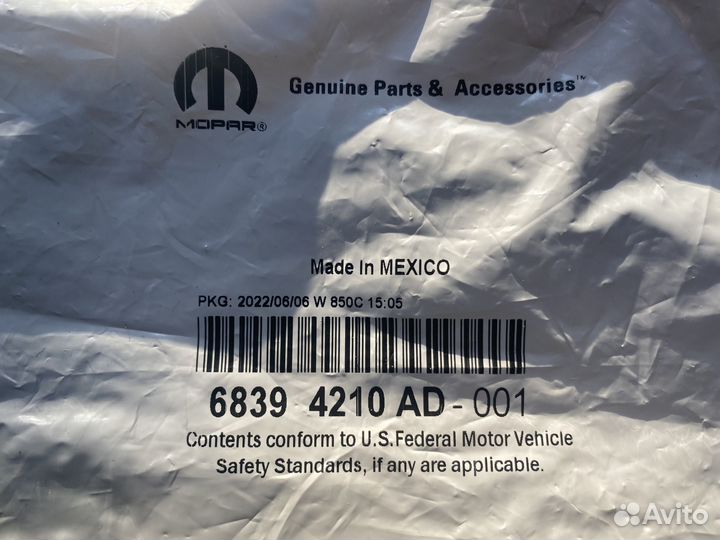 Genuine Parts & Accessories™
MOPAR®
Made In MEXICO
PKG: 2022/06/06 W 850C 15:05
6839 4210 AD - 001
Contents conform to U.S.Federal Motor Vehicle
Safety Standards, if any are applicable.
Avito